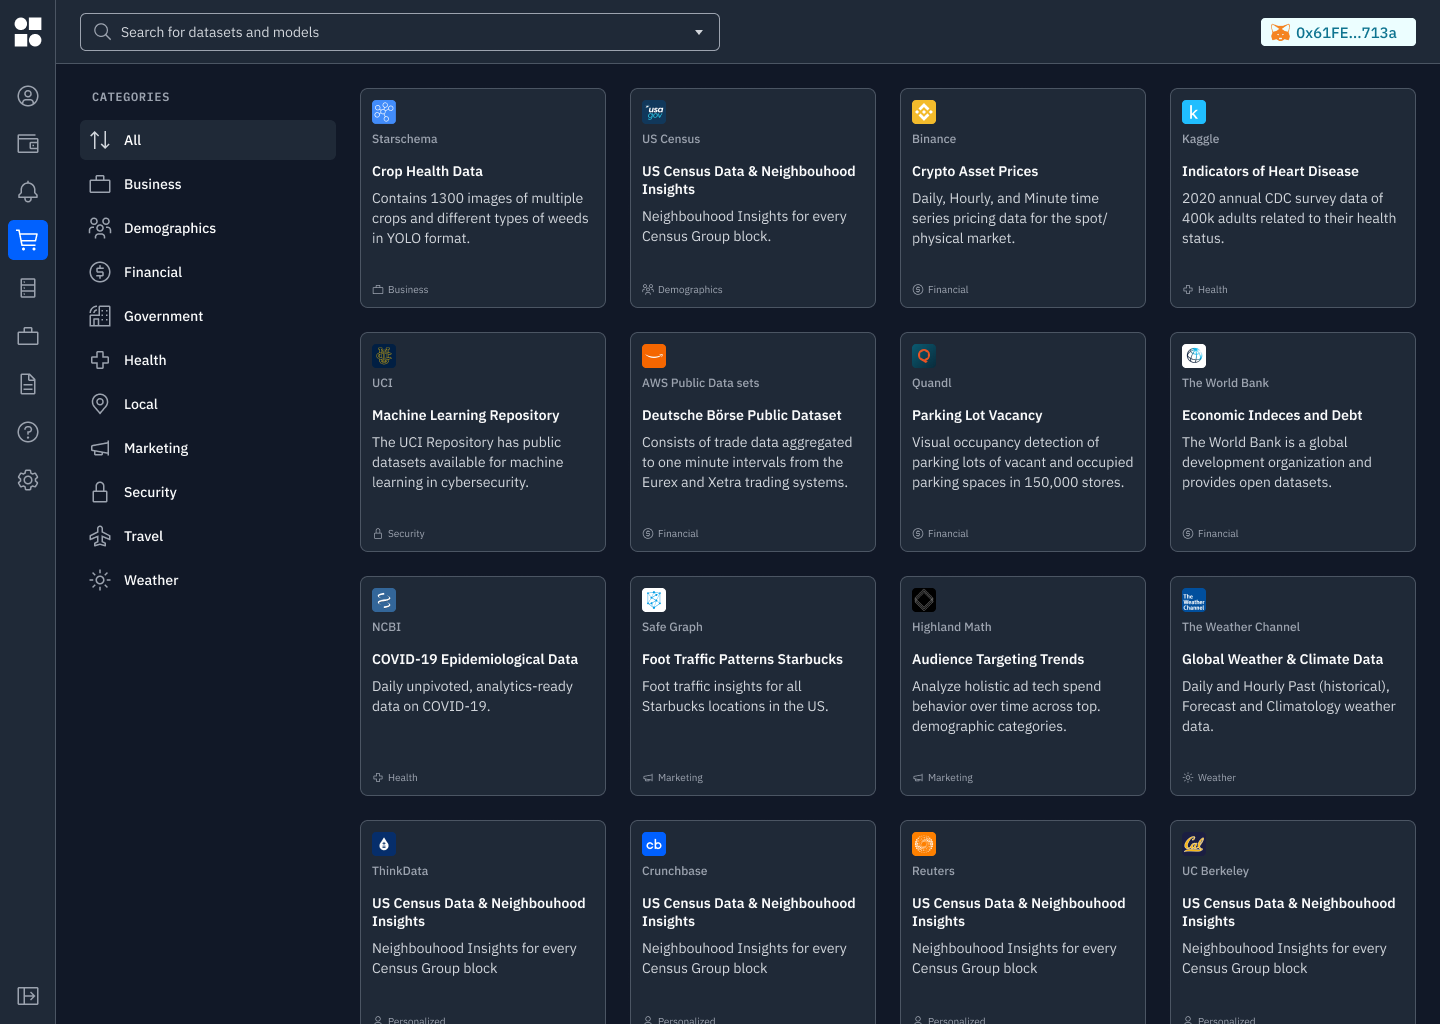 Search for datasets and models
0x61FE...713a
CATEGORIES
All
Business
Demographics
Financial
Government
Health
Local
Marketing
Security
Travel
Weather
Starschema
Crop Health Data
Contains 1300 images of multiple
crops and different types of weeds
in YOLO format.
Business
usa
gov
US Census
US Census Data & Neighbouhood
Insights
Neighbouhood Insights for every
Census Group block.
Demographics
Binance
Crypto Asset Prices
Daily, Hourly, and Minute time
series pricing data for the spot/
physical market.
Financial
k
Kaggle
Indicators of Heart Disease
2020 annual CDC survey data of
400k adults related to their health
status.
Health
UCI
Machine Learning Repository
The UCI Repository has public
datasets available for machine
learning in cybersecurity.
Security
AWS Public Data sets
Deutsche Börse Public Dataset
Consists of trade data aggregated
to one minute intervals from the
Eurex and Xetra trading systems.
Financial
Quandl
Parking Lot Vacancy
Visual occupancy detection of
parking lots of vacant and occupied
parking spaces in 150,000 stores.
Financial
The World Bank
Economic Indeces and Debt
The World Bank is a global
development organization and
provides open datasets.
Financial
NCBI
COVID-19 Epidemiological Data
Daily unpivoted, analytics-ready
data on COVID-19.
Health
Safe Graph
Foot Traffic Patterns Starbucks
Foot traffic insights for all
Starbucks locations in the US.
Marketing
Highland Math
Audience Targeting Trends
Analyze holistic ad tech spend
behavior over time across top.
demographic categories.
Marketing
The
Weather
Channel
The Weather Channel
Global Weather & Climate Data
Daily and Hourly Past (historical),
Forecast and Climatology weather
data.
Weather
ThinkData
US Census Data & Neighbouhood
Insights
Neighbouhood Insights for every
Census Group block
Personalized
cb
Crunchbase
US Census Data & Neighbouhood
Insights
Neighbouhood Insights for every
Census Group block
Personalized
Reuters
US Census Data & Neighbouhood
Insights
Neighbouhood Insights for every
Census Group block
Personalized
Cal
UC Berkeley
US Census Data & Neighbouhood
Insights
Neighbouhood Insights for every
Census Group block
Personalized